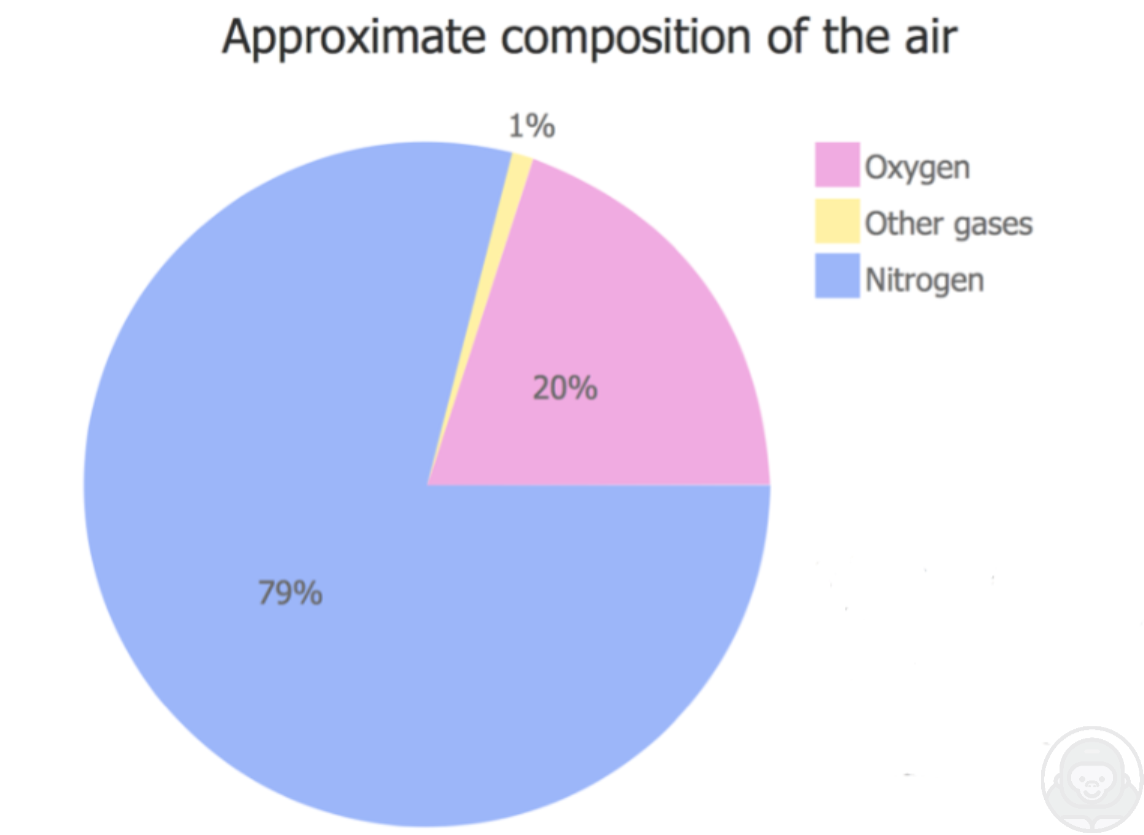 Approximate composition of the air
1%
Oxygen
Other gases
Nitrogen
20%
79%